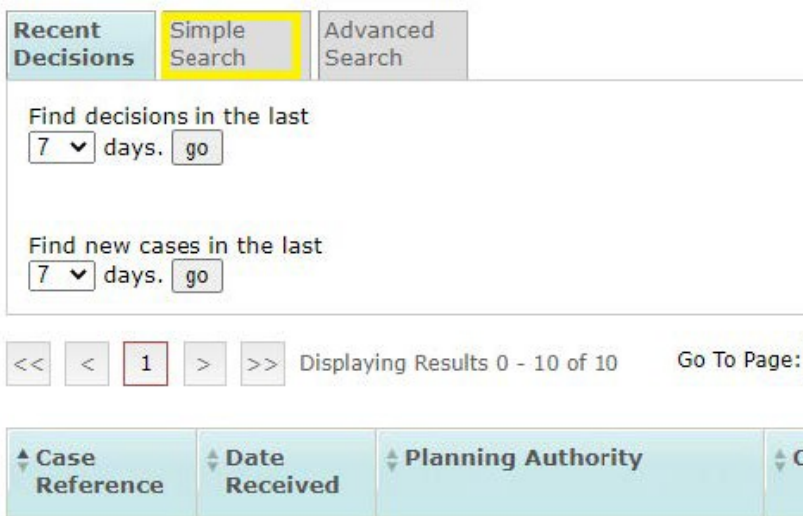 Recent Decisions
Simple Search
Advanced Search
Find decisions in the last
7 days. go
Find new cases in the last
7 days. go
<< < 1 > >> Displaying Results 0 - 10 of 10 Go To Page:
Case Reference
Date Received
Planning Authority